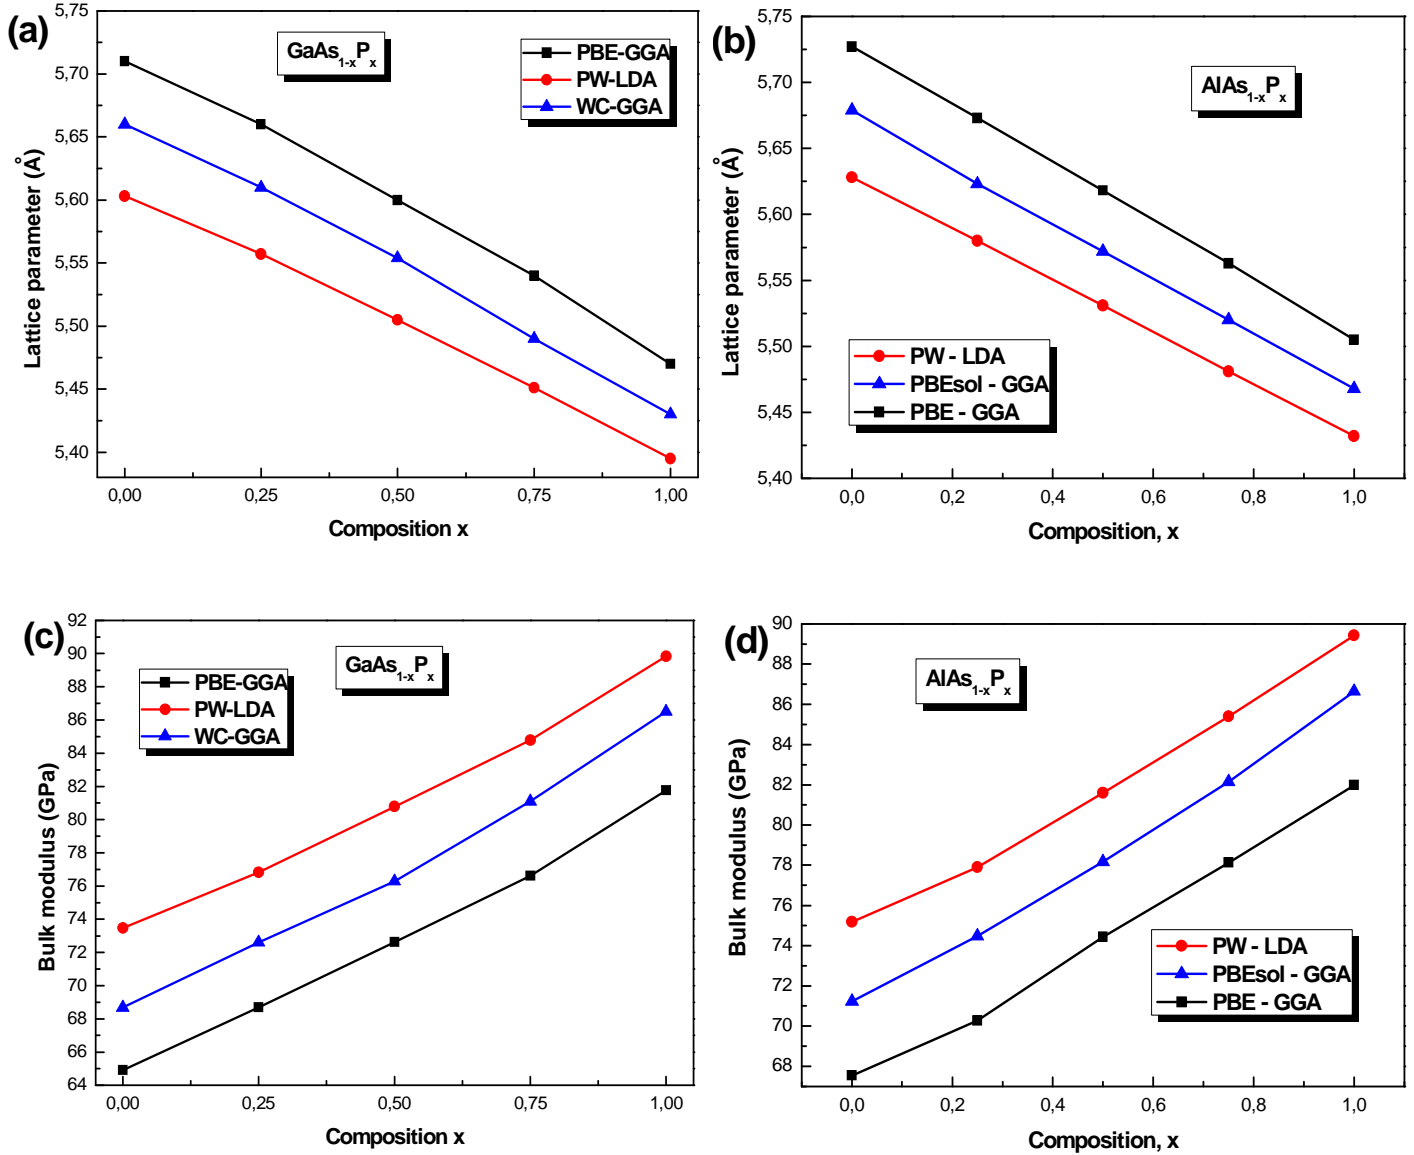 (a)
GaAs1-xPx
PBE-GGA
PW-LDA
WC-GGA
Lattice parameter (Å)
5,75
5,70
5,65
5,60
5,55
5,50
5,45
5,40
0,00 0,25 0,50 0,75 1,00
Composition x
(b)
AlAs1-xPx
Lattice parameter (Å)
5,75
5,70
5,65
5,60
5,55
5,50
5,45
5,40
PW - LDA
PBEsol - GGA
PBE - GGA
0,0 0,2 0,4 0,6 0,8 1,0
Composition, x
(c)
GaAs1-xPx
PBE-GGA
PW-LDA
WC-GGA
Bulk modulus (GPa)
92
90
88
86
84
82
80
78
76
74
72
70
68
66
64
0,00 0,25 0,50 0,75 1,00
Composition x
(d)
AlAs1-xPx
Bulk modulus (GPa)
90
88
86
84
82
80
78
76
74
72
70
68
PW - LDA
PBEsol - GGA
PBE - GGA
0,0 0,2 0,4 0,6 0,8 1,0
Composition, x